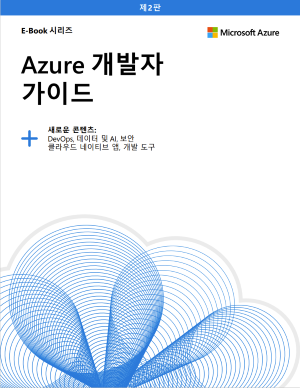 제2판
E-Book 시리즈
Microsoft Azure
Azure 개발자
가이드
새로운 콘텐츠:
DevOps, 데이터 및 AI, 보안
클라우드 네이티브 앱, 개발 도구